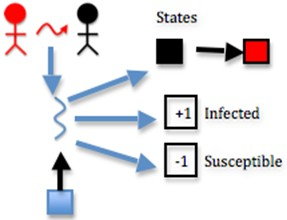 States
+1 Infected
-1 Susceptible